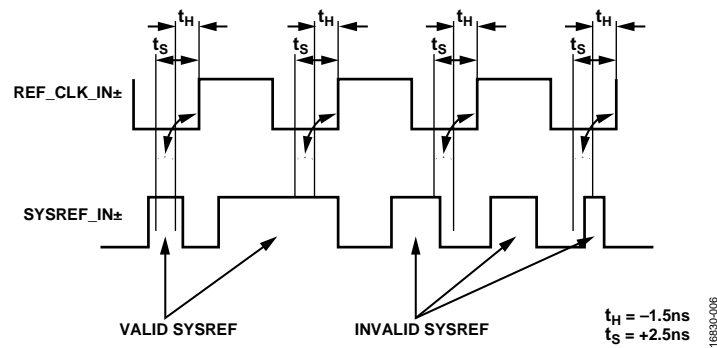 tH tH tH tH
tS tS tS tS
REF_CLK_IN±
SYSREF_IN±
VALID SYSREF INVALID SYSREF
tH = –1.5ns
tS = +2.5ns
16830-006